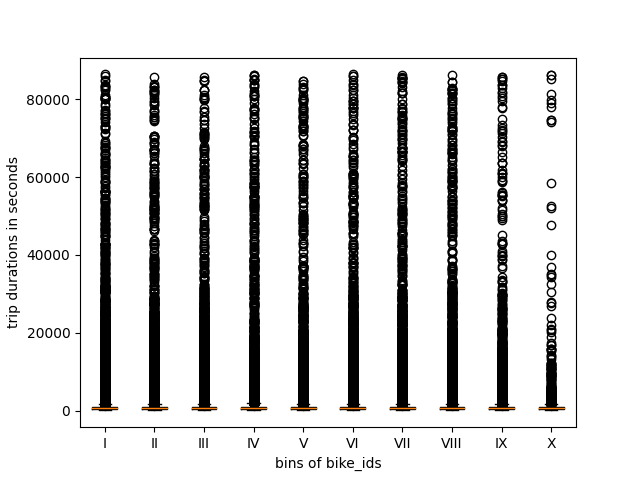 trip durations in seconds
80000
60000
40000
20000
0
I II III IV V VI VII VIII IX X
bins of bike_ids